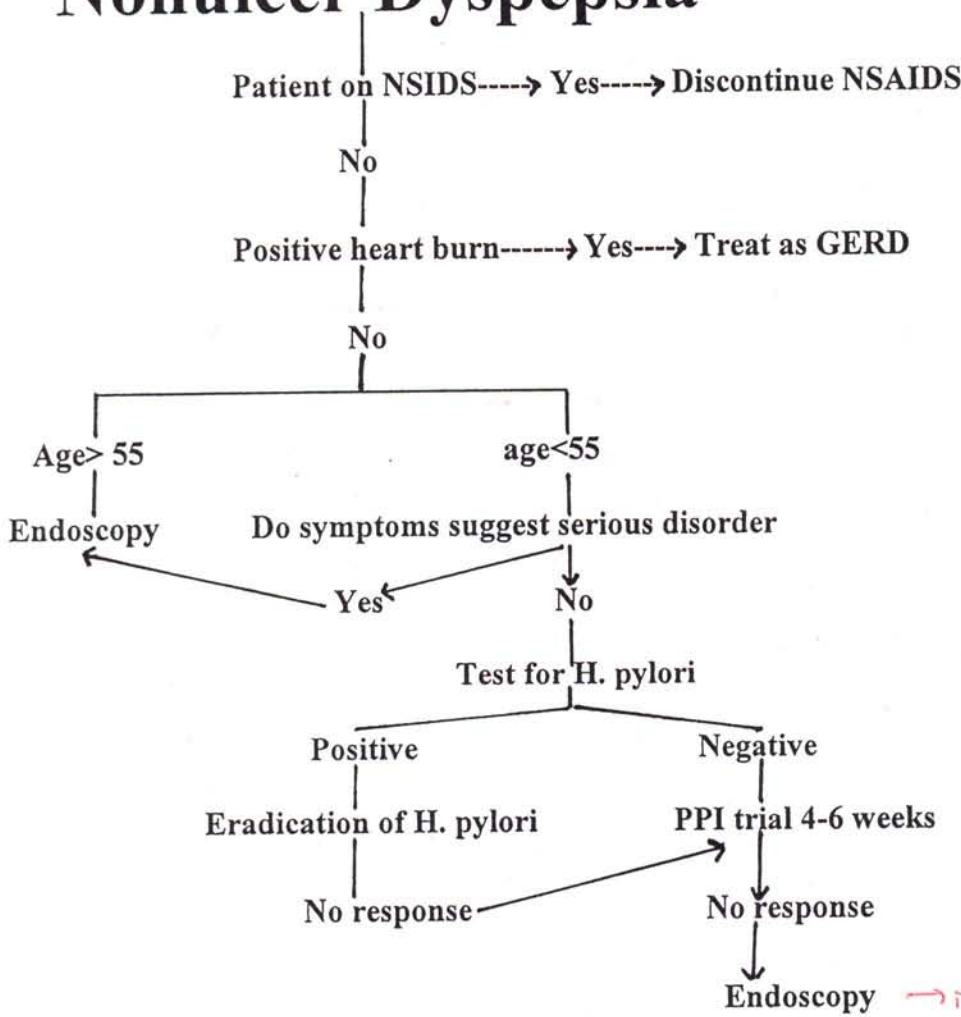 Nonulcer Dyspepsia
Patient on NSIDS-----> Yes-----> Discontinue NSAIDS
No
Positive heart burn------> Yes----> Treat as GERD
No
Age> 55 age<55
Endoscopy Do symptoms suggest serious disorder
Yes No
Test for H. pylori
Positive Negative
Eradication of H. pylori PPI trial 4-6 weeks
No response No response
Endoscopy →